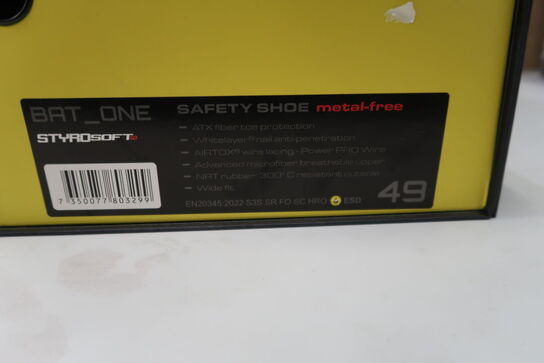 BAT_ONE SAFETY SHOE metal-free
STYROSOFT
- ATX fiber toe protection
- Whitelayer® nail anti-penetration
- AIRTOX® wire lacing - Power PRO Wire
- Advanced microfiber breathable upper
- NRT rubber 300° C resistant outsole
- Wide fit
7 350077 803299
EN20345:2022 S3S SR FO SC HRO ESD
49